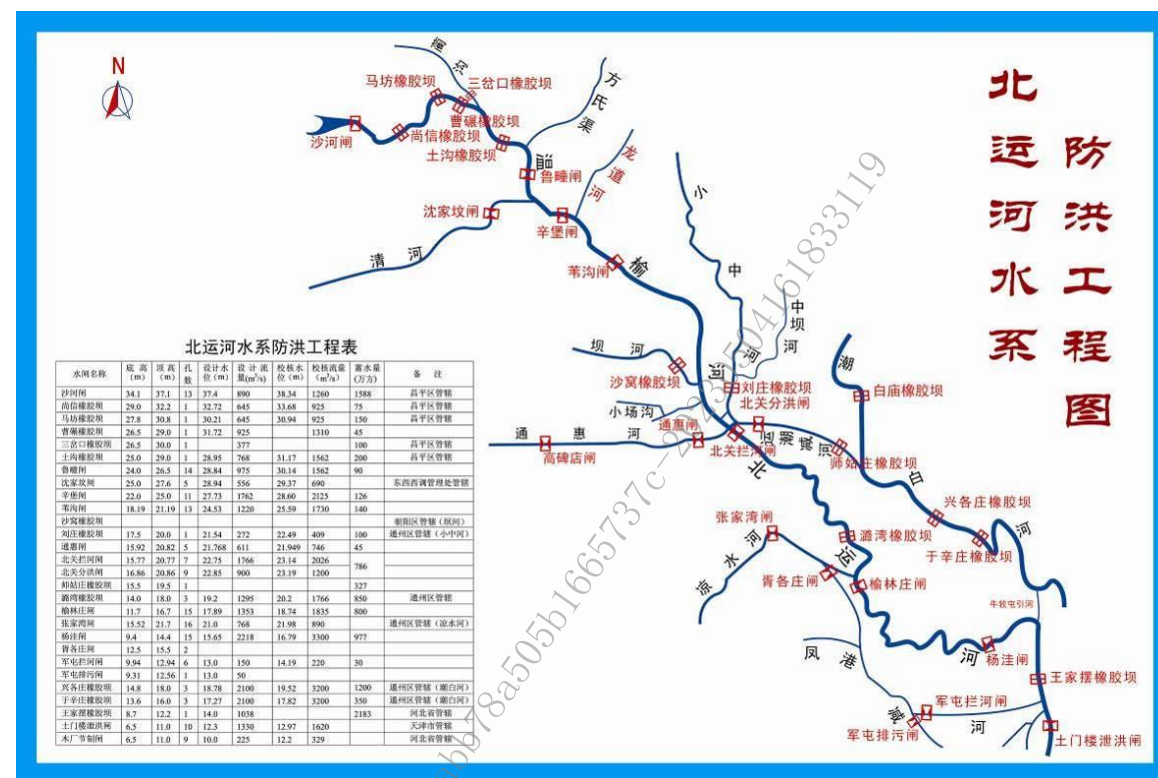 北运河水系
防洪工程图
N
温榆河
方氏渠
龙道河
马坊橡胶坝
三岔口橡胶坝
曹碾橡胶坝
沙河闸
尚信橡胶坝
土沟橡胶坝
鲁疃闸
沈家坟闸
辛堡闸
清河
苇沟闸
小中河
中坝河
坝河
沙窝橡胶坝
刘庄橡胶坝
北关分洪闸
小场沟
通惠闸
通惠河
高碑店闸
北关拦河闸
运潮减河
潮白河
白庙橡胶坝
师姑庄橡胶坝
兴各庄橡胶坝
于辛庄橡胶坝
北运河
张家湾闸
潞湾橡胶坝
凉水河
胥各庄闸
榆林庄闸
牛牧屯引河
杨洼闸
凤港减河
王家摆橡胶坝
军屯拦河闸
军屯排污闸
土门楼泄洪闸
北运河水系防洪工程表
水闸名称 底高(m) 顶高(m) 孔数 设计水位(m) 设计流量(m³/s) 校核水位(m) 校核流量(m³/s) 蓄水量(万方) 备注
沙河闸 34.1 37.1 13 37.4 890 38.34 1260 1588 昌平区管辖
尚信橡胶坝 29.0 32.2 1 32.72 645 33.68 925 75 昌平区管辖
马坊橡胶坝 27.8 30.8 1 30.21 645 30.94 925 150 昌平区管辖
曹碾橡胶坝 26.5 29.0 1 31.72 925 1310 45
三岔口橡胶坝 26.5 30.0 1 377 100 昌平区管辖
土沟橡胶坝 25.0 29.0 1 28.95 768 31.17 1562 200 昌平区管辖
鲁疃闸 24.0 26.5 14 28.84 975 30.14 1562 90
沈家坟闸 25.0 27.6 5 28.94 556 29.37 690 东西西调管理处管辖
辛堡闸 22.0 25.0 11 27.73 1762 28.60 2125 126
苇沟闸 18.19 21.19 13 24.53 1220 25.59 1730 140
沙窝橡胶坝 朝阳区管辖（坝河）
刘庄橡胶坝 17.5 20.0 1 21.54 272 22.49 409 100 通州区管辖（小中河）
通惠闸 15.92 20.82 5 21.768 611 21.949 746 45
北关拦河闸 15.77 20.77 7 22.75 1766 23.14 2026 786
北关分洪闸 16.86 20.86 9 22.85 900 23.19 1200
师姑庄橡胶坝 15.5 19.5 1 327
潞湾橡胶坝 14.0 18.0 3 19.2 1295 20.2 1766 850 通州区管辖
榆林庄闸 11.7 16.7 15 17.89 1353 18.74 1835 800
张家湾闸 15.52 21.7 16 21.0 768 21.98 890 通州区管辖（凉水河）
杨洼闸 9.4 14.4 15 15.65 2218 16.79 3300 977
胥各庄闸 12.5 15.5 2
军屯拦河闸 9.94 12.94 6 13.0 150 14.19 220 30
军屯排污闸 9.31 12.56 1 13.0 50
兴各庄橡胶坝 14.8 18.0 3 18.78 2100 19.52 3200 1200 通州区管辖（潮白河）
于辛庄橡胶坝 13.6 16.0 3 17.27 2100 17.82 3200 350 通州区管辖（潮白河）
王家摆橡胶坝 8.7 12.2 1 14.0 1038 2183 河北省管辖
土门楼泄洪闸 6.5 11.0 10 12.3 1330 12.97 1620 天津市管辖
木厂节制闸 6.5 11.0 9 10.0 225 12.2 329 河北省管辖